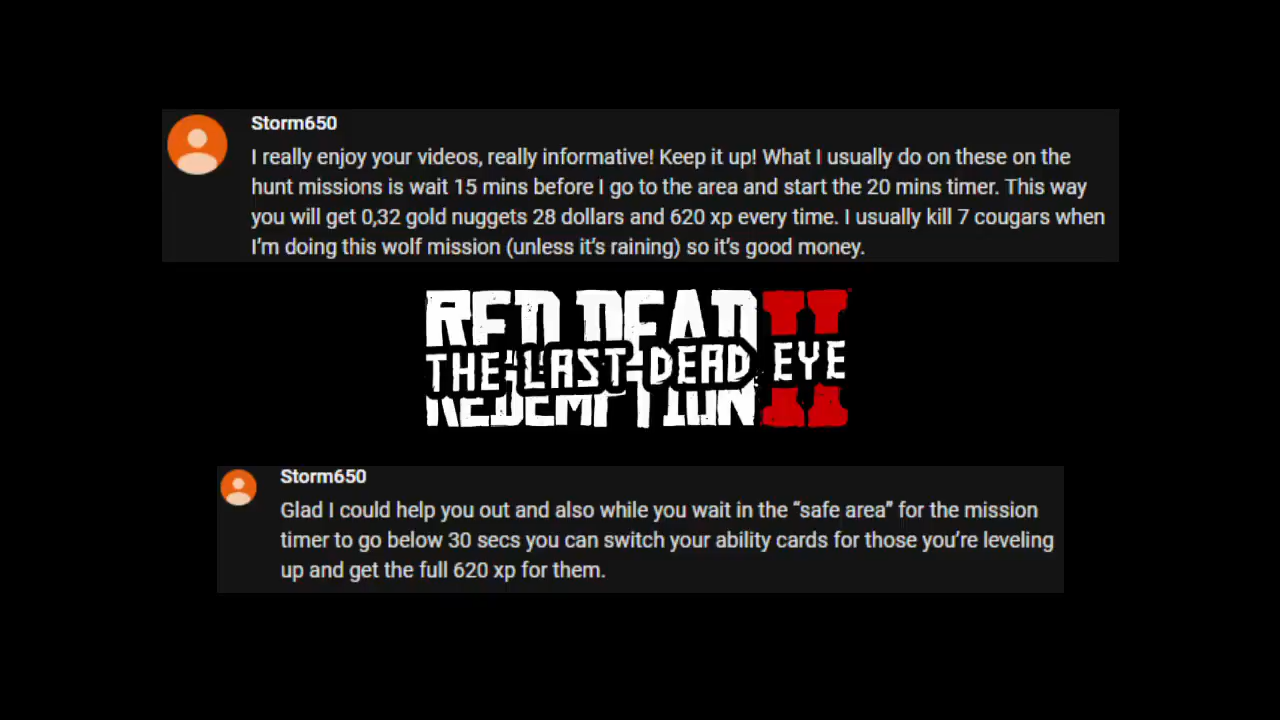 Storm650
I really enjoy your videos, really informative! Keep it up! What I usually do on these on the
hunt missions is wait 15 mins before I go to the area and start the 20 mins timer. This way
you will get 0,32 gold nuggets 28 dollars and 620 xp every time. I usually kill 7 cougars when
I'm doing this wolf mission (unless it's raining) so it's good money.
RED DEAD II
THE LAST DEAD EYE
REDEMPTION
Storm650
Glad I could help you out and also while you wait in the “safe area” for the mission
timer to go below 30 secs you can switch your ability cards for those you're leveling
up and get the full 620 xp for them.